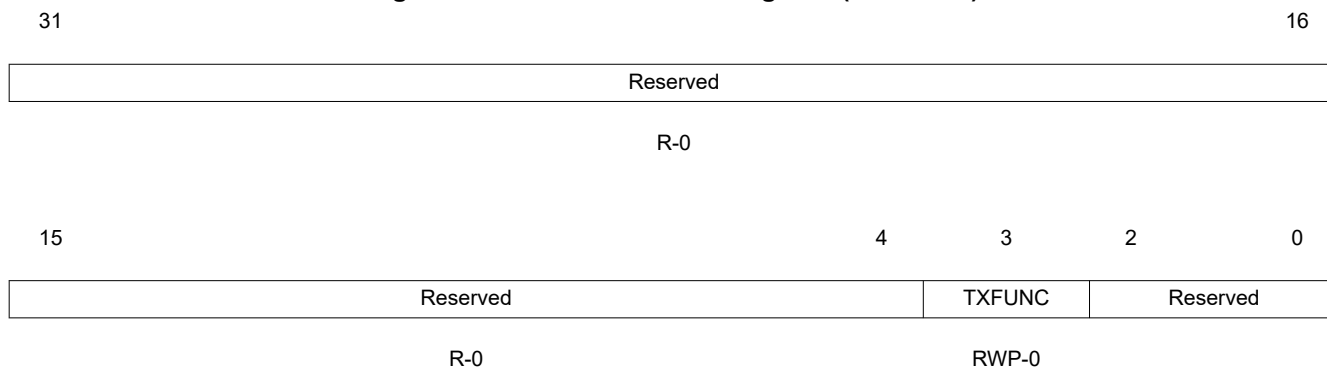 31 16
Reserved
R-0
15 4 3 2 0
Reserved TXFUNC Reserved
R-0 RWP-0